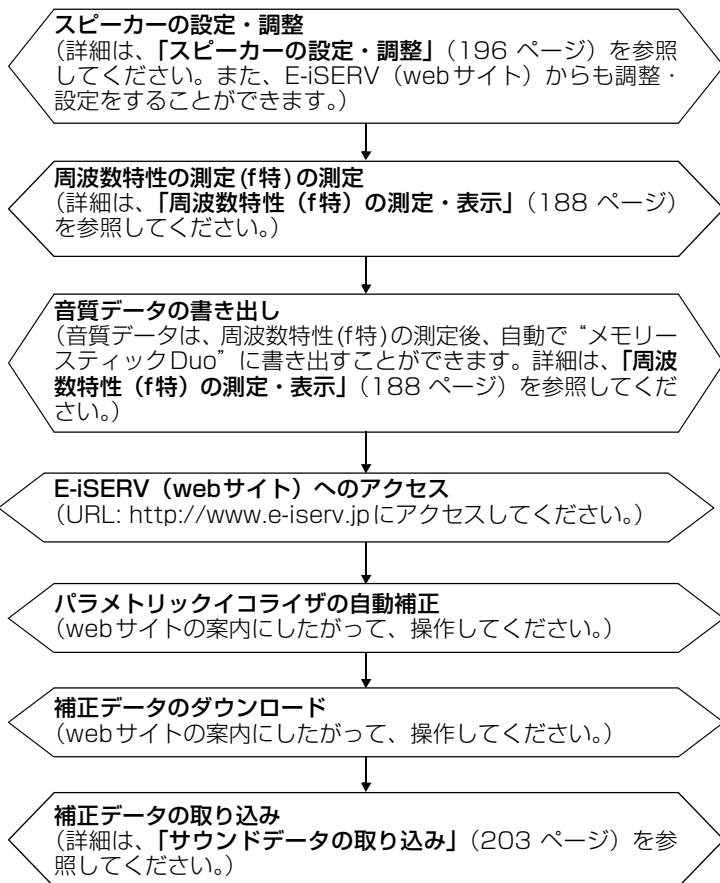 スピーカーの設定・調整
(詳細は、「スピーカーの設定・調整」(196 ページ)を参照
してください。また、E-iSERV(webサイト)からも調整・
設定をすることができます。)
周波数特性の測定(f特)の測定
(詳細は、「周波数特性(f特)の測定・表示」(188 ページ)
を参照してください。)
音質データの書き出し
(音質データは、周波数特性(f特)の測定後、自動で“メモリー
スティックDuo”に書き出すことができます。詳細は、「周波
数特性(f特)の測定・表示」(188 ページ)を参照してくだ
さい。)
E-iSERV(webサイト)へのアクセス
(URL: http://www.e-iserv.jpにアクセスしてください。)
パラメトリックイコライザの自動補正
(webサイトの案内にしたがって、操作してください。)
補正データのダウンロード
(webサイトの案内にしたがって、操作してください。)
補正データの取り込み
(詳細は、「サウンドデータの取り込み」(203 ページ)を参
照してください。)